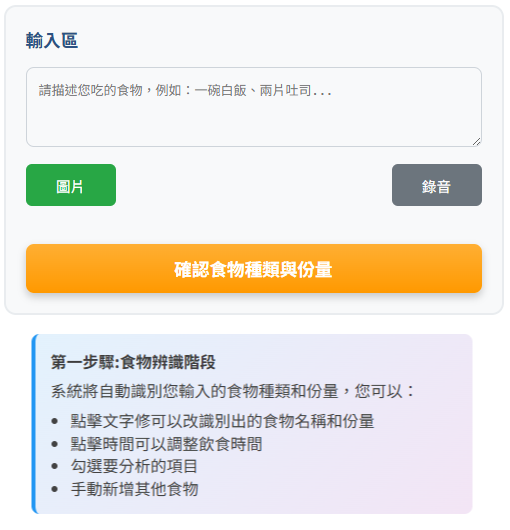 輸入區
請描述您吃的食物，例如：一碗白飯、兩片吐司...
圖片
錄音
確認食物種類與份量
第一步驟:食物辨識階段
系統將自動識別您輸入的食物種類和份量，您可以：
• 點擊文字修可以改識別出的食物名稱和份量
• 點擊時間可以調整飲食時間
• 勾選要分析的項目
• 手動新增其他食物